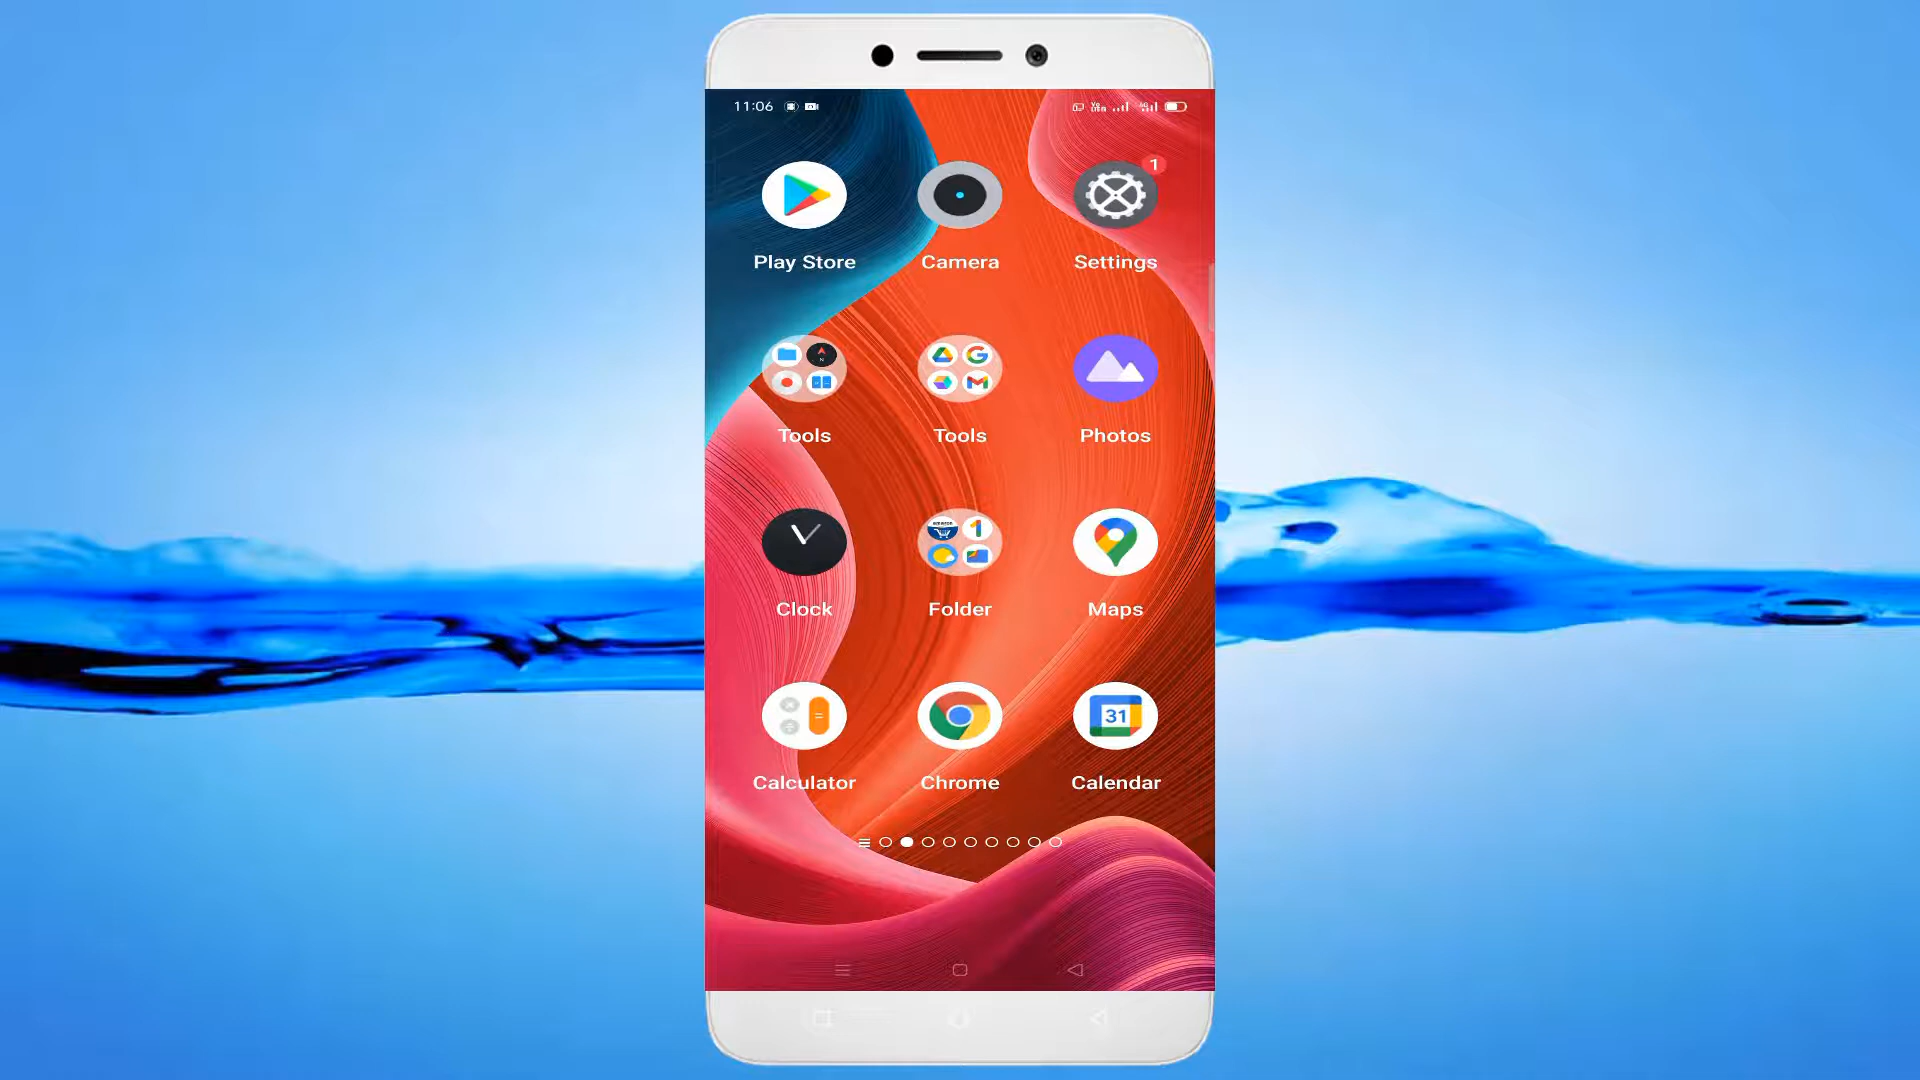 11:06
1
Play Store Camera Settings
Tools Tools Photos
Clock Folder Maps
31
Calculator Chrome Calendar